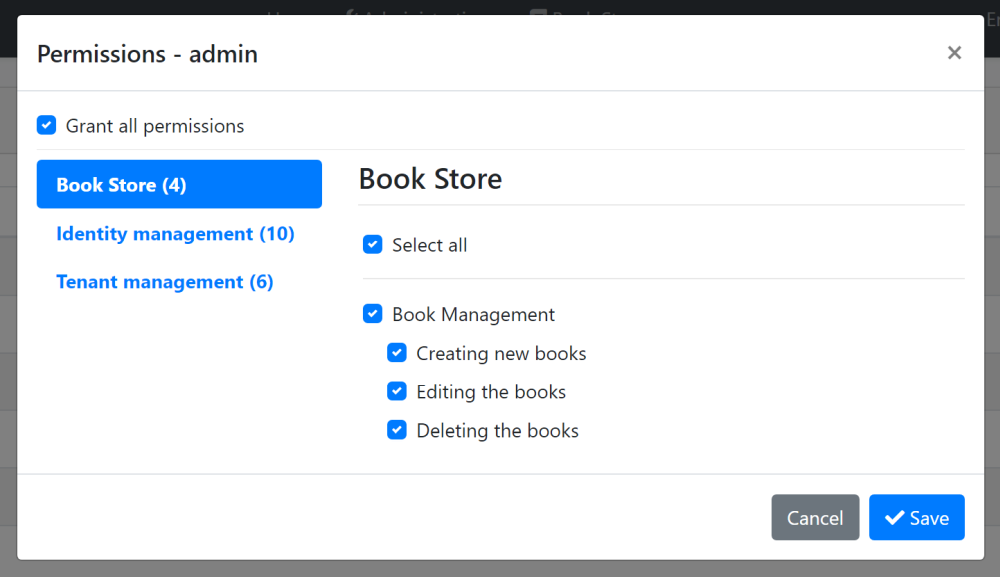 Permissions - admin
×
Grant all permissions
Book Store (4)
Identity management (10)
Tenant management (6)
Book Store
Select all
Book Management
Creating new books
Editing the books
Deleting the books
Cancel
Save